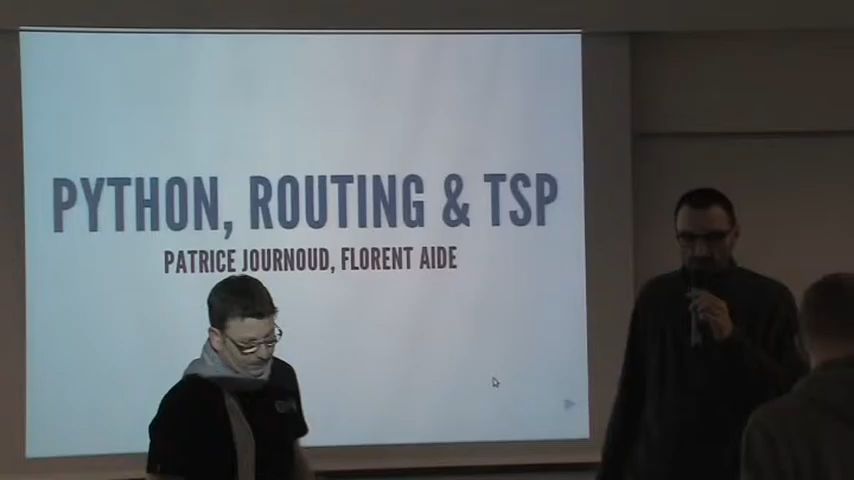 PYTHON, ROUTING & TSP
PATRICE JOURNOUD, FLORENT AIDE